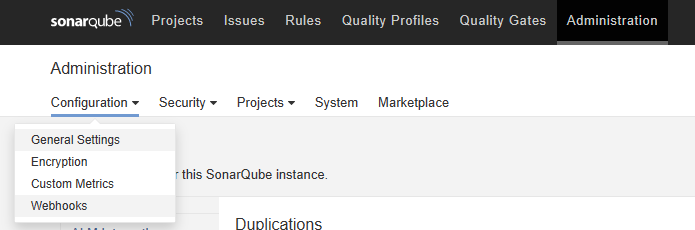 sonarqube Projects Issues Rules Quality Profiles Quality Gates Administration
Administration
Configuration Security Projects System Marketplace
General Settings
Encryption
Custom Metrics
r this SonarQube instance.
Webhooks
Duplications